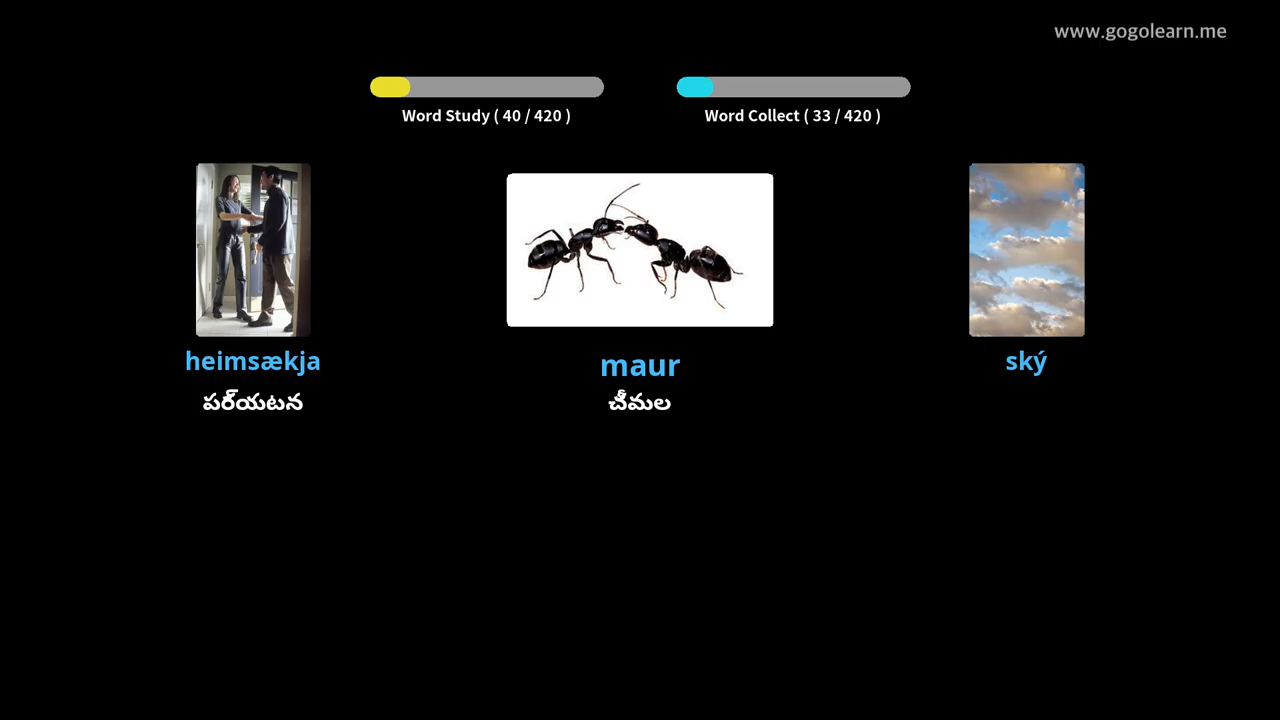 www.gogolearn.me
Word Study ( 40 / 420 )
Word Collect ( 33 / 420 )
heimsækja
maur
ský
పర్యటన
చీమల